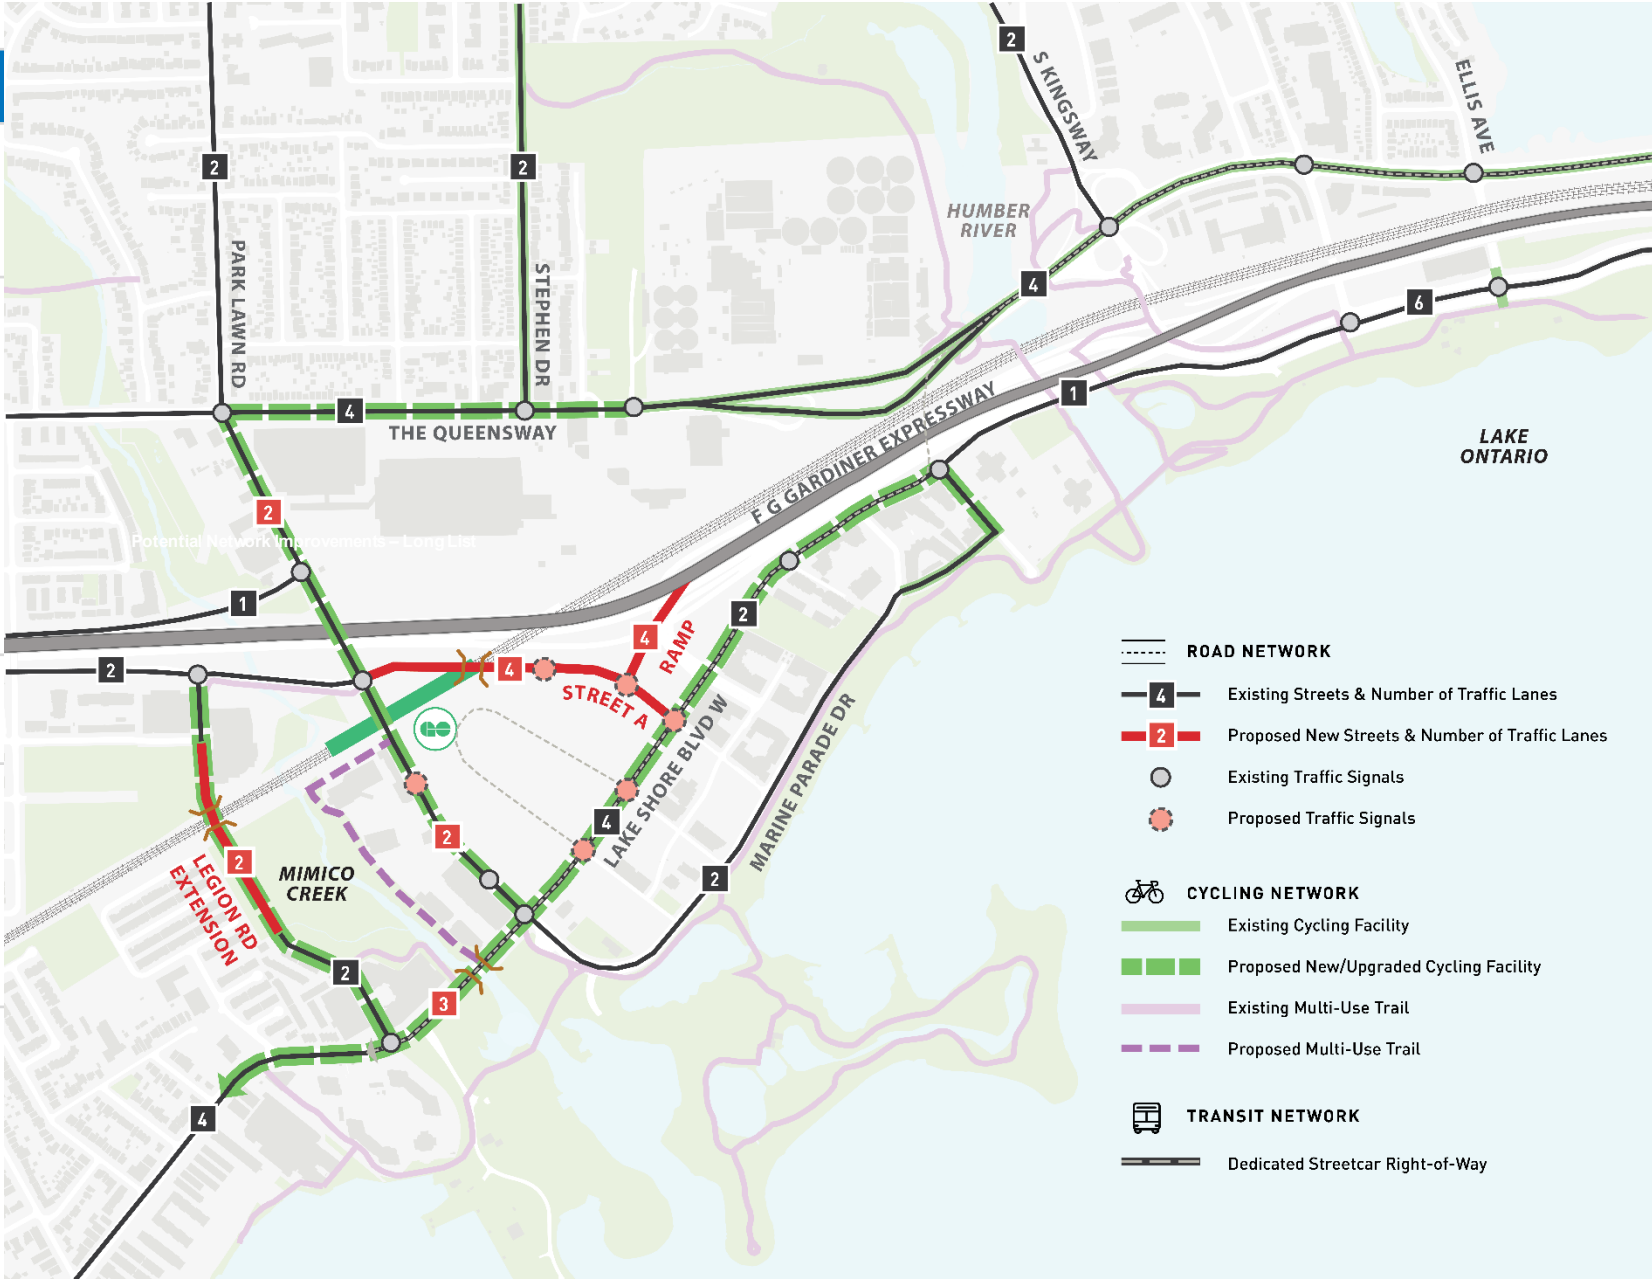 2
2
2
S KINGSWAY
ELLIS AVE
HUMBER
RIVER
PARK LAWN RD
STEPHEN DR
4
6
4
THE QUEENSWAY
1
F G GARDINER EXPRESSWAY
LAKE
ONTARIO
2
Potential Network Improvements – Long List
1
2
4
RAMP
2
4
STREET A
LAKE SHORE BLVD W
4
MARINE PARADE DR
2
2
LEGION RD
EXTENSION
MIMICO
CREEK
2
2
3
4
ROAD NETWORK
4 Existing Streets & Number of Traffic Lanes
2 Proposed New Streets & Number of Traffic Lanes
Existing Traffic Signals
Proposed Traffic Signals
CYCLING NETWORK
Existing Cycling Facility
Proposed New/Upgraded Cycling Facility
Existing Multi-Use Trail
Proposed Multi-Use Trail
TRANSIT NETWORK
Dedicated Streetcar Right-of-Way